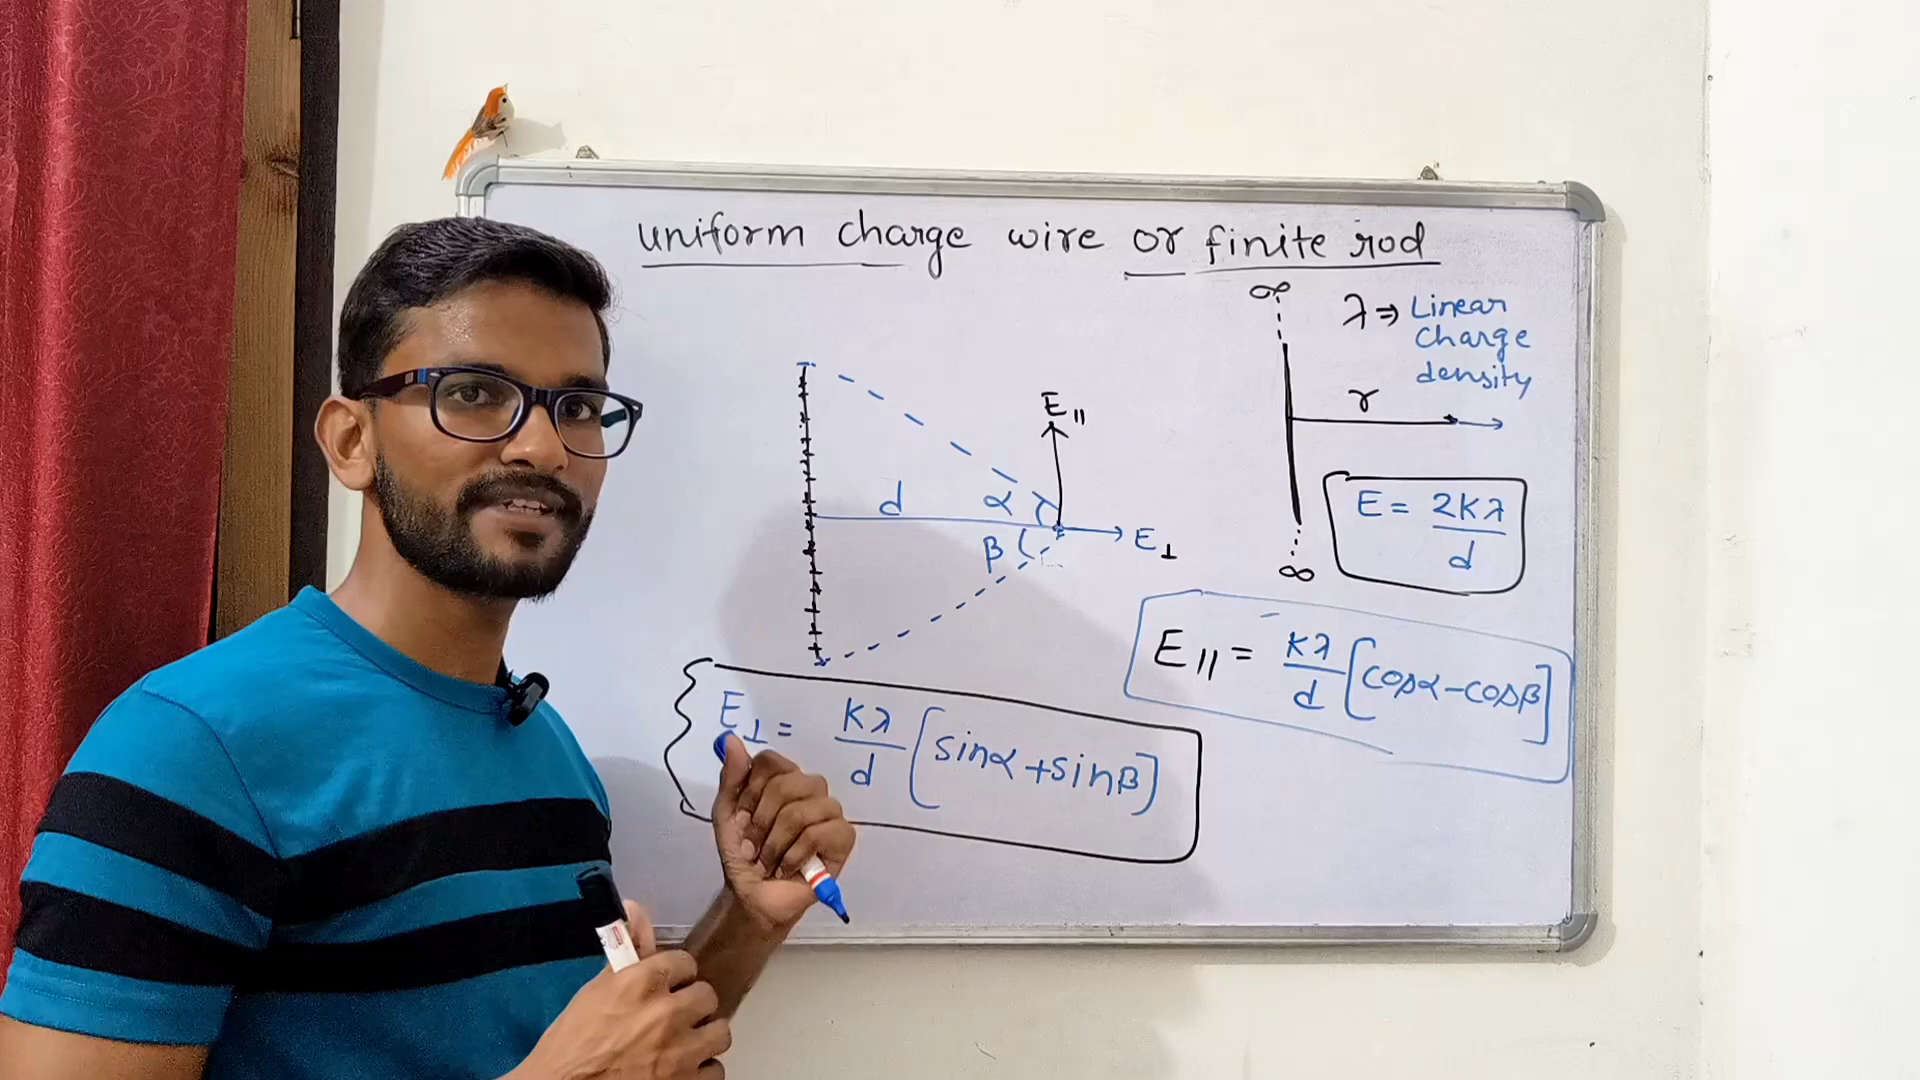 uniform charge wire or finite rod
∞
λ ⇒ Linear
charge
density
r
∞
E = 2Kλ/d
E॥
d
α
β
E⊥
E॥ = Kλ/d [cosα - cosβ]
E⊥ = Kλ/d [sinα + sinβ]